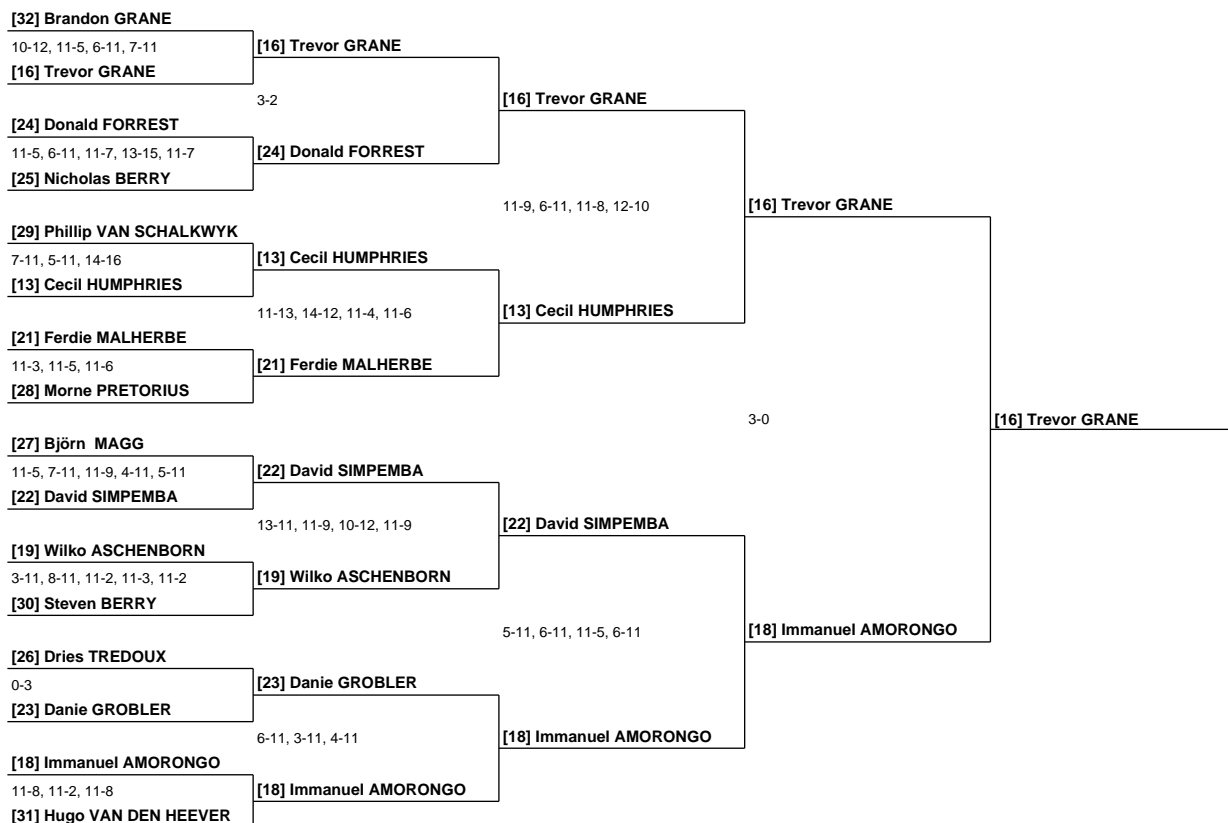 [32] Brandon GRANE
10-12, 11-5, 6-11, 7-11
[16] Trevor GRANE
[24] Donald FORREST
11-5, 6-11, 11-7, 13-15, 11-7
[25] Nicholas BERRY
[29] Phillip VAN SCHALKWYK
7-11, 5-11, 14-16
[13] Cecil HUMPHRIES
[21] Ferdie MALHERBE
11-3, 11-5, 11-6
[28] Morne PRETORIUS
[27] Björn  MAGG
11-5, 7-11, 11-9, 4-11, 5-11
[22] David SIMPEMBA
[19] Wilko ASCHENBORN
3-11, 8-11, 11-2, 11-3, 11-2
[30] Steven BERRY
[26] Dries TREDOUX
0-3
[23] Danie GROBLER
[18] Immanuel AMORONGO
11-8, 11-2, 11-8
[31] Hugo VAN DEN HEEVER
[16] Trevor GRANE
3-2
[24] Donald FORREST
[13] Cecil HUMPHRIES
11-13, 14-12, 11-4, 11-6
[21] Ferdie MALHERBE
[22] David SIMPEMBA
13-11, 11-9, 10-12, 11-9
[19] Wilko ASCHENBORN
[23] Danie GROBLER
6-11, 3-11, 4-11
[18] Immanuel AMORONGO
[16] Trevor GRANE
11-9, 6-11, 11-8, 12-10
[13] Cecil HUMPHRIES
[22] David SIMPEMBA
5-11, 6-11, 11-5, 6-11
[18] Immanuel AMORONGO
[16] Trevor GRANE
3-0
[18] Immanuel AMORONGO
[16] Trevor GRANE